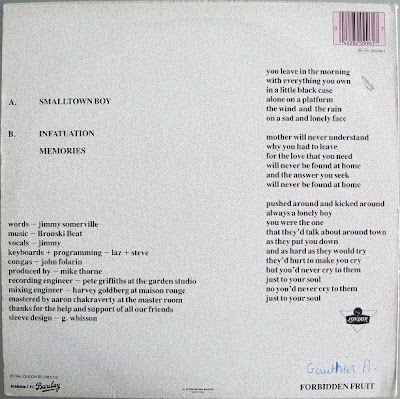 A. SMALLTOWN BOY
B. INFATUATION
MEMORIES
words – jimmy somerville
music – Bronski Beat
vocals – jimmy
keyboards + programming – laz + steve
congas – john folarin
produced by – mike thorne
recording engineer – pete griffiths at the garden studio
mixing engineer – harvey goldberg at maison rouge
mastered by aaron chakraverty at the master room
thanks for the help and support of all our friends
sleeve design – g. whisson
Barclay
you leave in the morning
with everything you own
in a little black case
alone on a platform
the wind and the rain
on a sad and lonely face
mother will never understand
why you had to leave
for the love that you need
will never be found at home
and the answer you seek
will never be found at home
pushed around and kicked around
always a lonely boy
you were the one
that they'd talk about around town
as they put you down
and as hard as they would try
they'd hurt to make you cry
but you'd never cry to them
just to your soul
no you'd never cry to them
just to your soul
LONDON
Gauthier A.
FORBIDDEN FRUIT